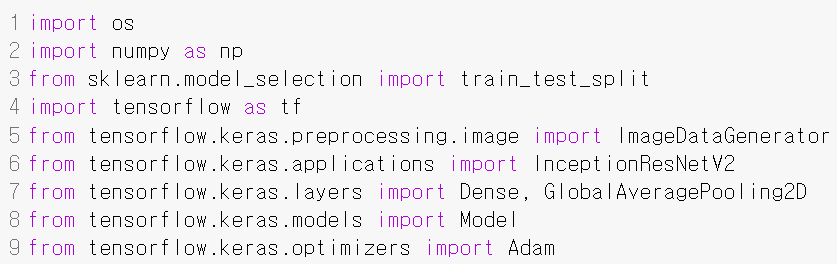 1 import os
2 import numpy as np
3 from sklearn.model_selection import train_test_split
4 import tensorflow as tf
5 from tensorflow.keras.preprocessing.image import ImageDataGenerator
6 from tensorflow.keras.applications import InceptionResNetV2
7 from tensorflow.keras.layers import Dense, GlobalAveragePooling2D
8 from tensorflow.keras.models import Model
9 from tensorflow.keras.optimizers import Adam